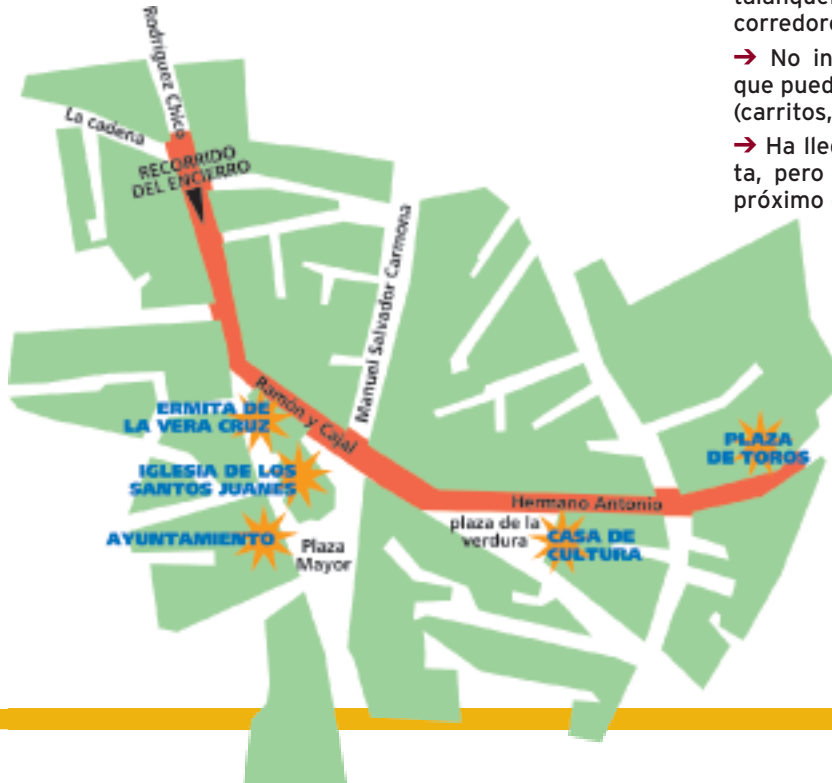 corredor
➔ No in
que pued
(carritos,
➔ Ha lle
ta, pero
próximo
Rodriguez Chico
La cadena
RECORRIDO
DEL ENCIERRO
Manuel Salvador Carmona
Ramón y Cajal
ERMITA DE
LA VERA CRUZ
IGLESIA DE LOS
SANTOS JUANES
AYUNTAMIENTO
Plaza
Mayor
Hermano Antonio
plaza de la
verdura
CASA DE
CULTURA
PLAZA
DE TOROS